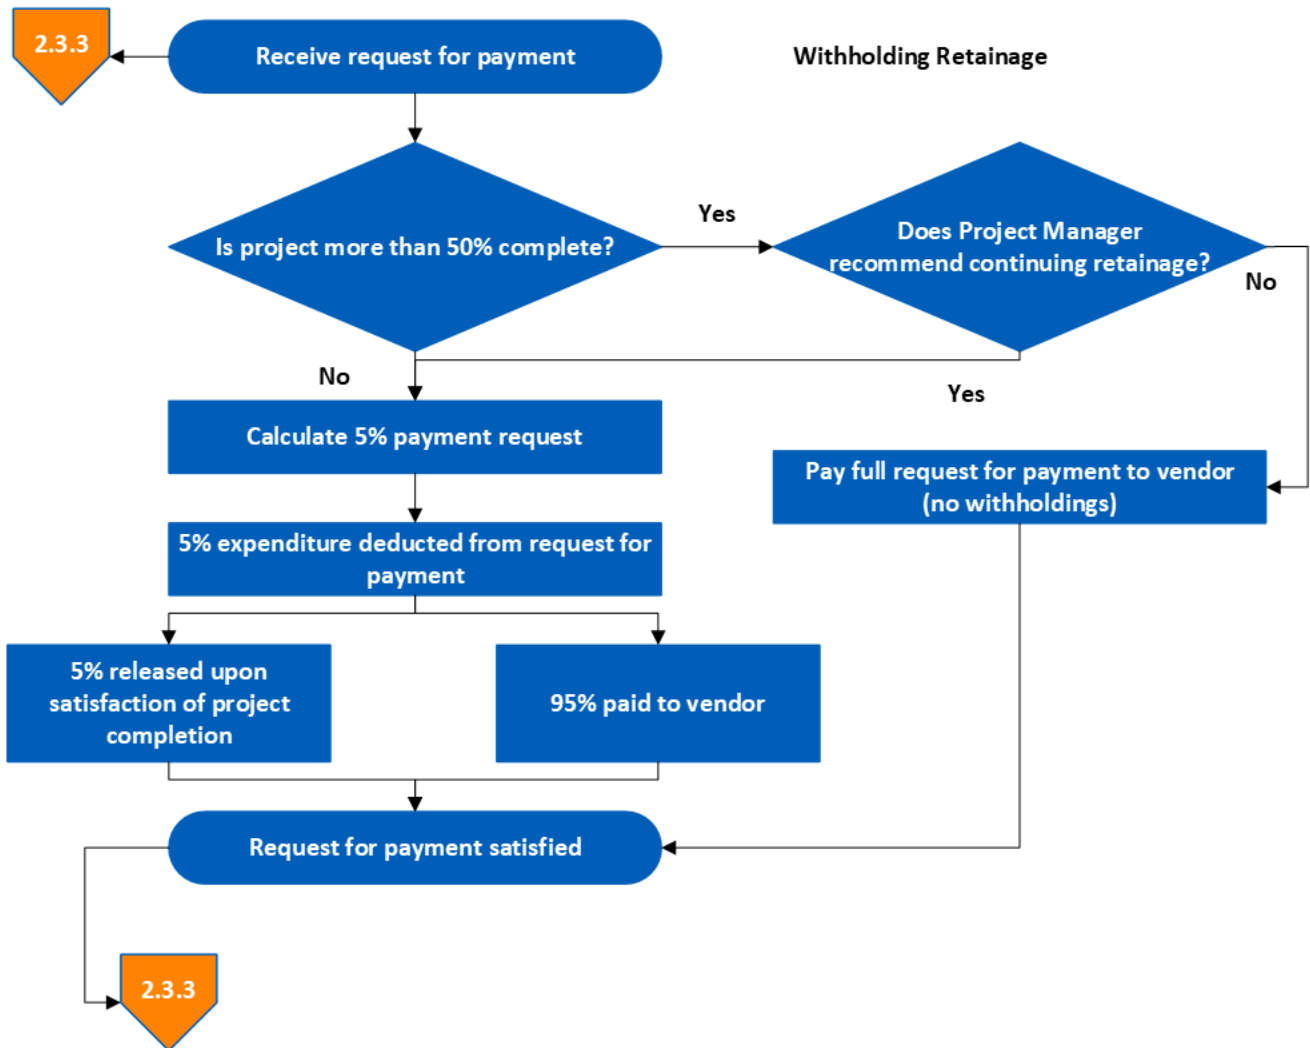 2.3.3
Receive request for payment
Withholding Retainage
Is project more than 50% complete?
Yes
Does Project Manager
recommend continuing retainage?
No
No
Yes
Calculate 5% payment request
Pay full request for payment to vendor
(no withholdings)
5% expenditure deducted from request for
payment
5% released upon
satisfaction of project
completion
95% paid to vendor
Request for payment satisfied
2.3.3